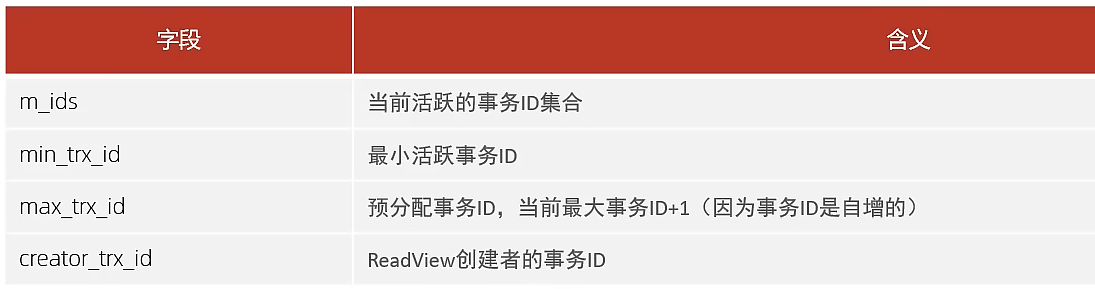 字段 含义
m_ids 当前活跃的事务ID集合
min_trx_id 最小活跃事务ID
max_trx_id 预分配事务ID，当前最大事务ID+1（因为事务ID是自增的）
creator_trx_id ReadView创建者的事务ID